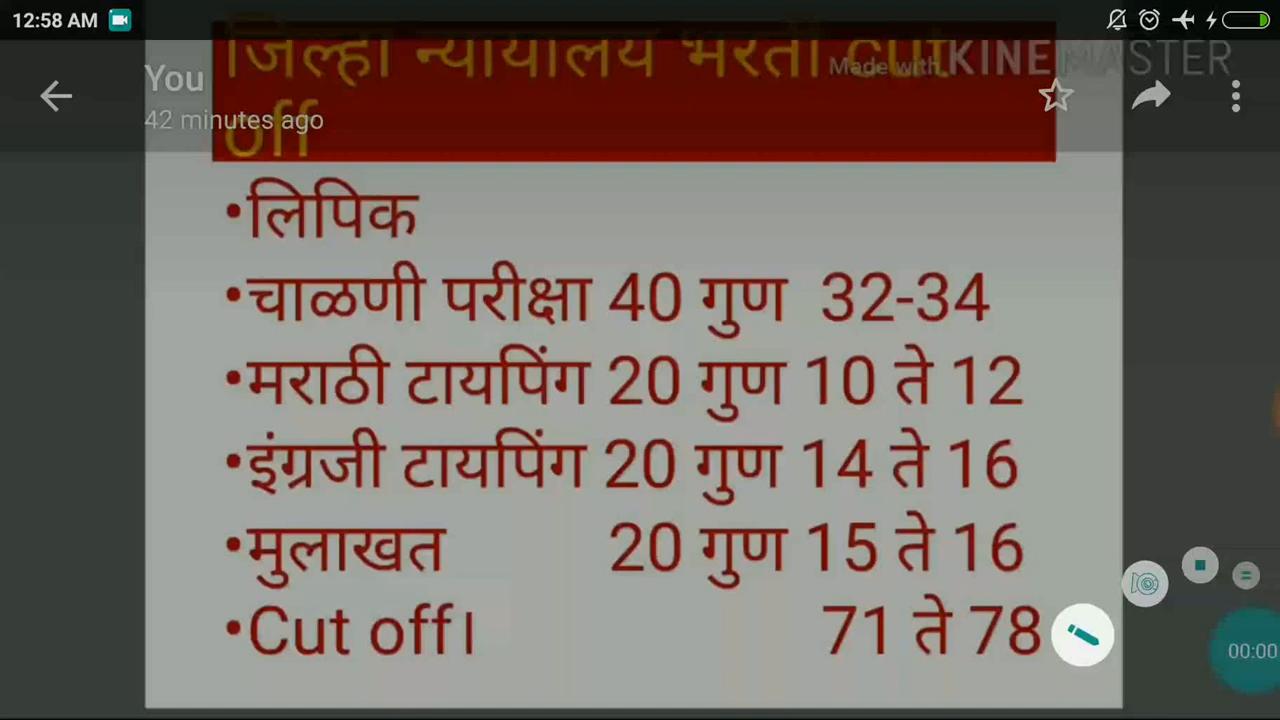 12:58 AM
जिल्हा न्यायालय भरती cut
off
Made with KINEMASTER
You
42 minutes ago
•लिपिक
•चाळणी परीक्षा 40 गुण 32-34
•मराठी टायपिंग 20 गुण 10 ते 12
•इंग्रजी टायपिंग 20 गुण 14 ते 16
•मुलाखत 20 गुण 15 ते 16
•Cut off। 71 ते 78
00:00